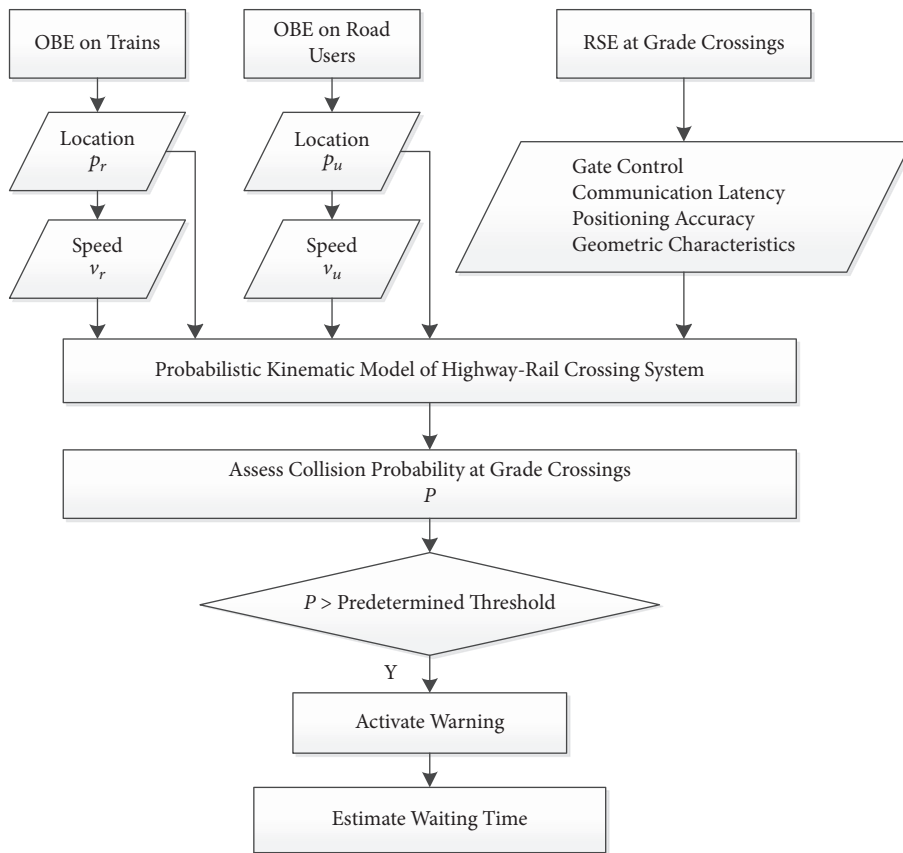 OBE on Trains
OBE on Road
Users
RSE at Grade Crossings
Location
p_r
Location
p_u
Gate Control
Communication Latency
Positioning Accuracy
Geometric Characteristics
Speed
v_r
Speed
v_u
Probabilistic Kinematic Model of Highway-Rail Crossing System
Assess Collision Probability at Grade Crossings
P
P > Predetermined Threshold
Y
Activate Warning
Estimate Waiting Time